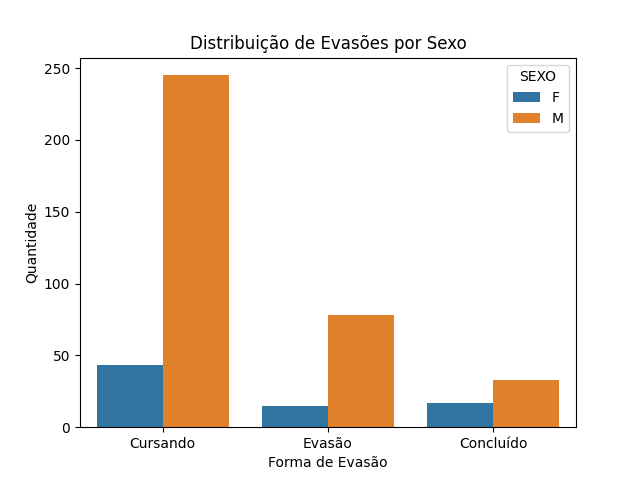 Distribuição de Evasões por Sexo
SEXO
F
M
Quantidade
250
200
150
100
50
0
Cursando
Evasão
Concluído
Forma de Evasão